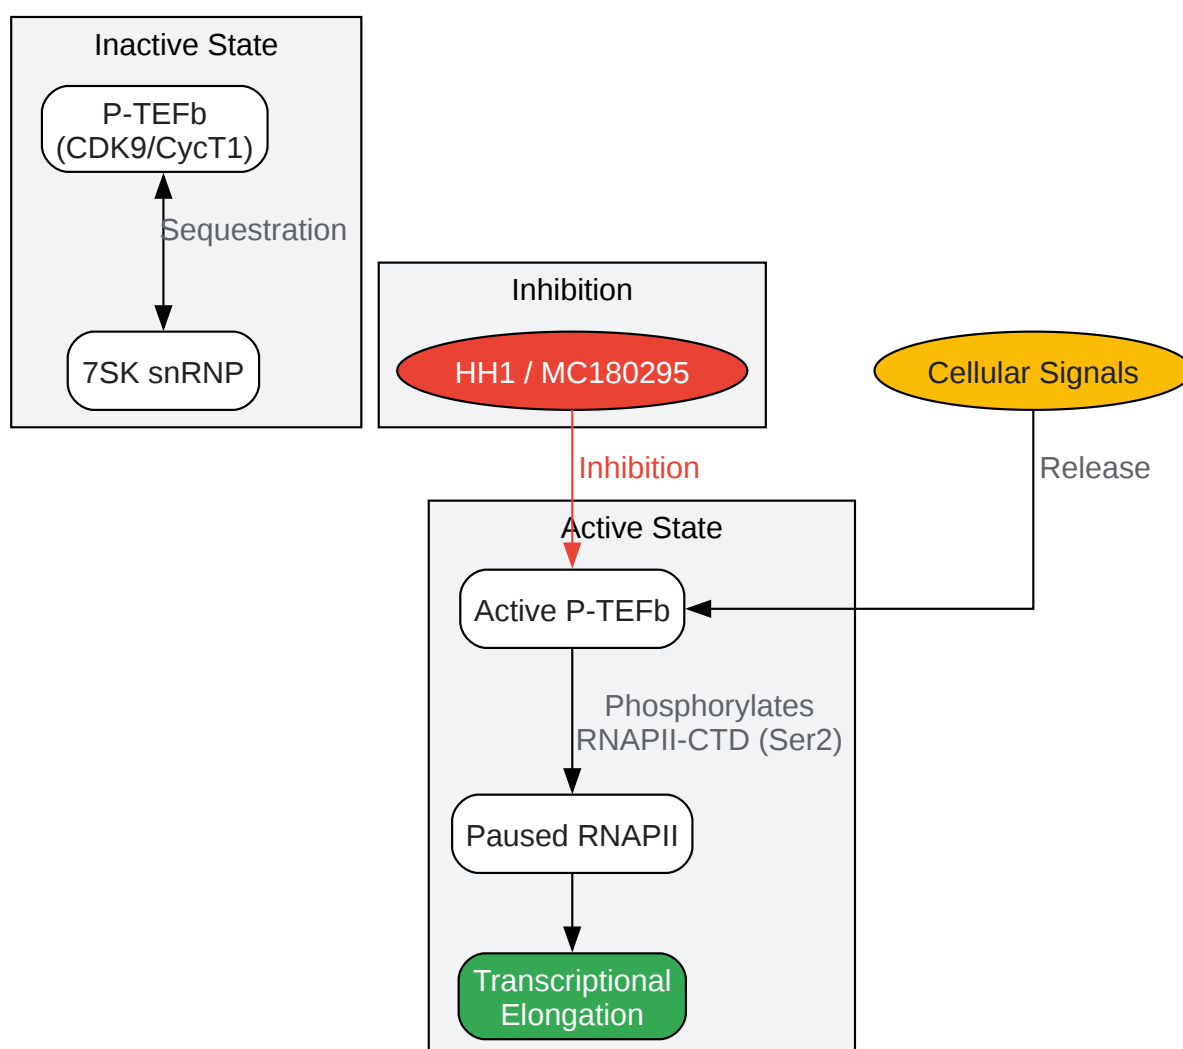 Inactive State
P-TEFb
(CDK9/CycT1)
Sequestration
7SK snRNP
Inhibition
HH1 / MC180295
Cellular Signals
Inhibition
Release
Active State
Active P-TEFb
Phosphorylates
RNAPII-CTD (Ser2)
Paused RNAPII
Transcriptional
Elongation